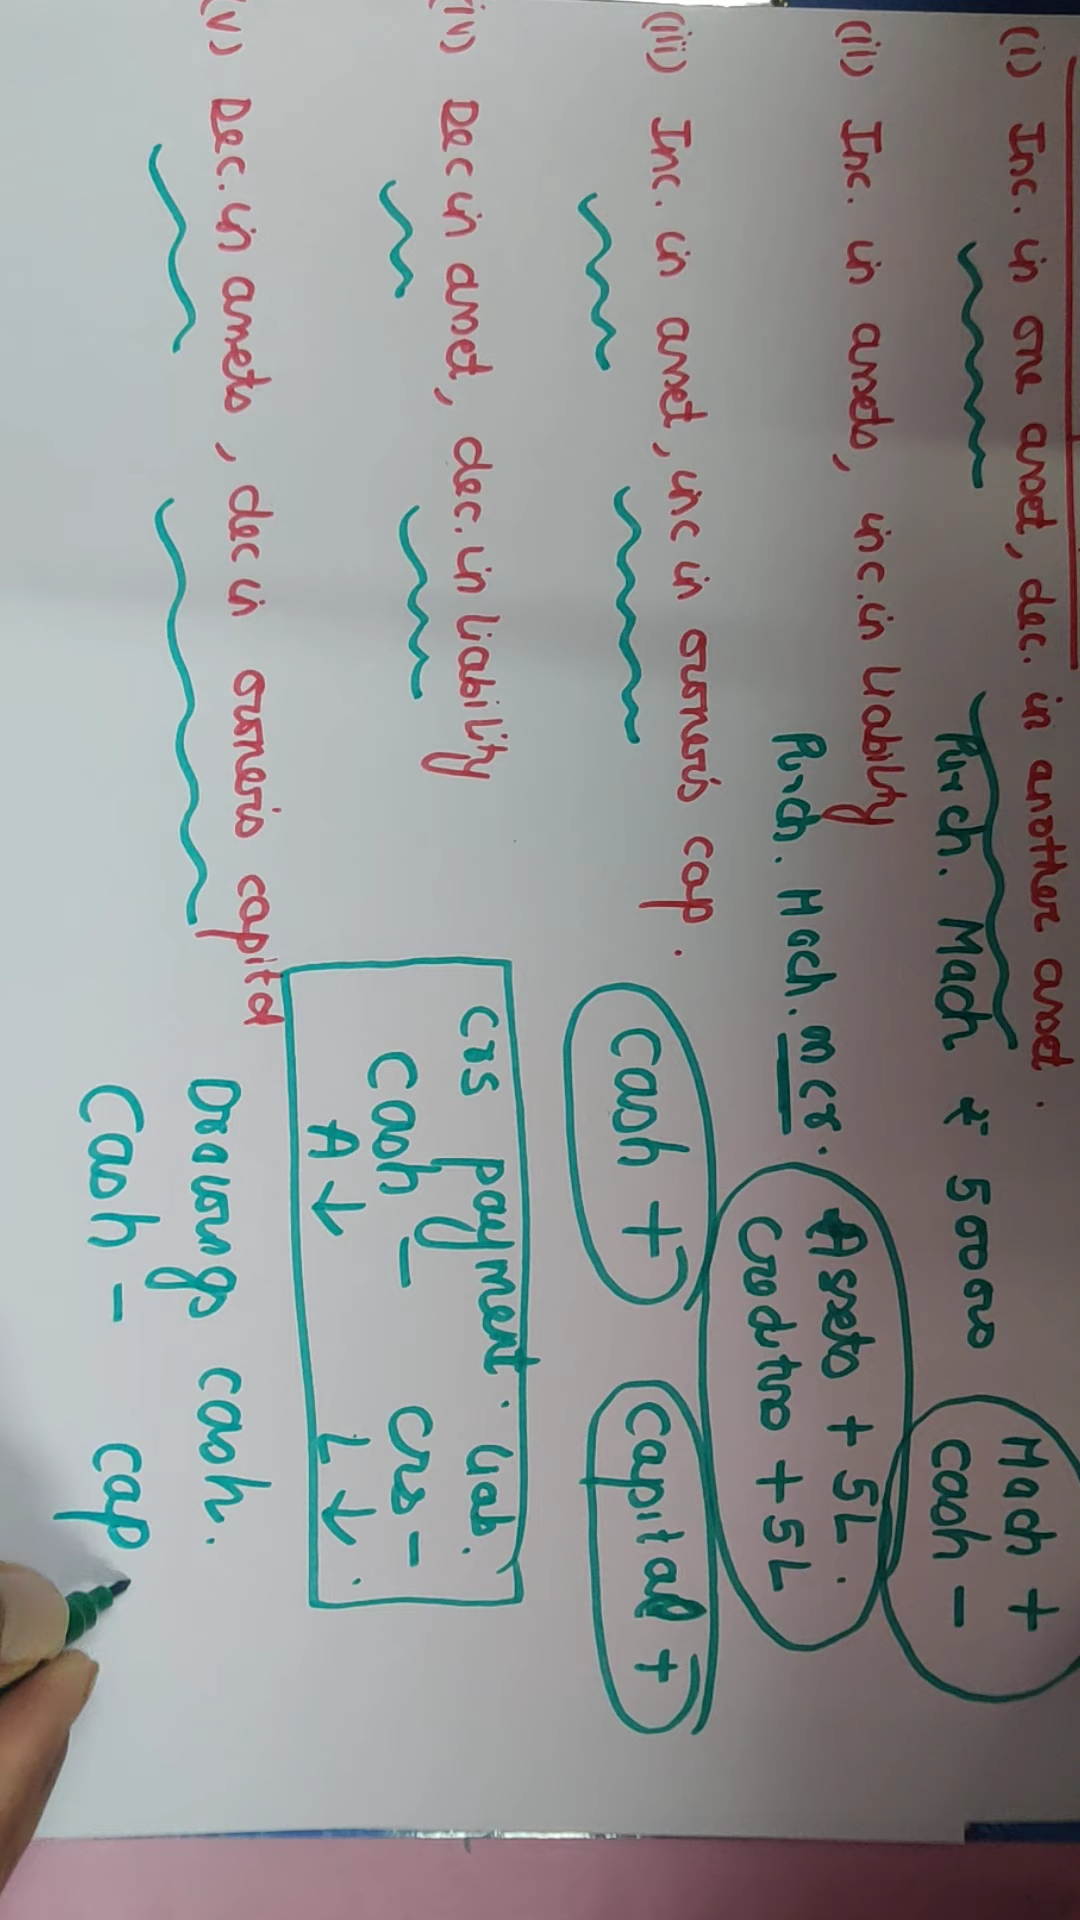 (i) Inc. in one asset, dec. in another asset.
Purch. Mach ₹ 500000
Mach +
Cash -
(ii) Inc. in assets, inc. in liability
Purch. Mach. on cr.
Assets + 5L.
Creditors + 5L
(iii) Inc. in asset, inc in owner's cap.
Cash +
Capital +
(iv) Dec in asset, dec. in liability
crs payment. Liab.
Cash - crs -
A ↓ L ↓.
(v) Dec. in assets, dec in owner's capital
Drawings cash.
Cash - cap